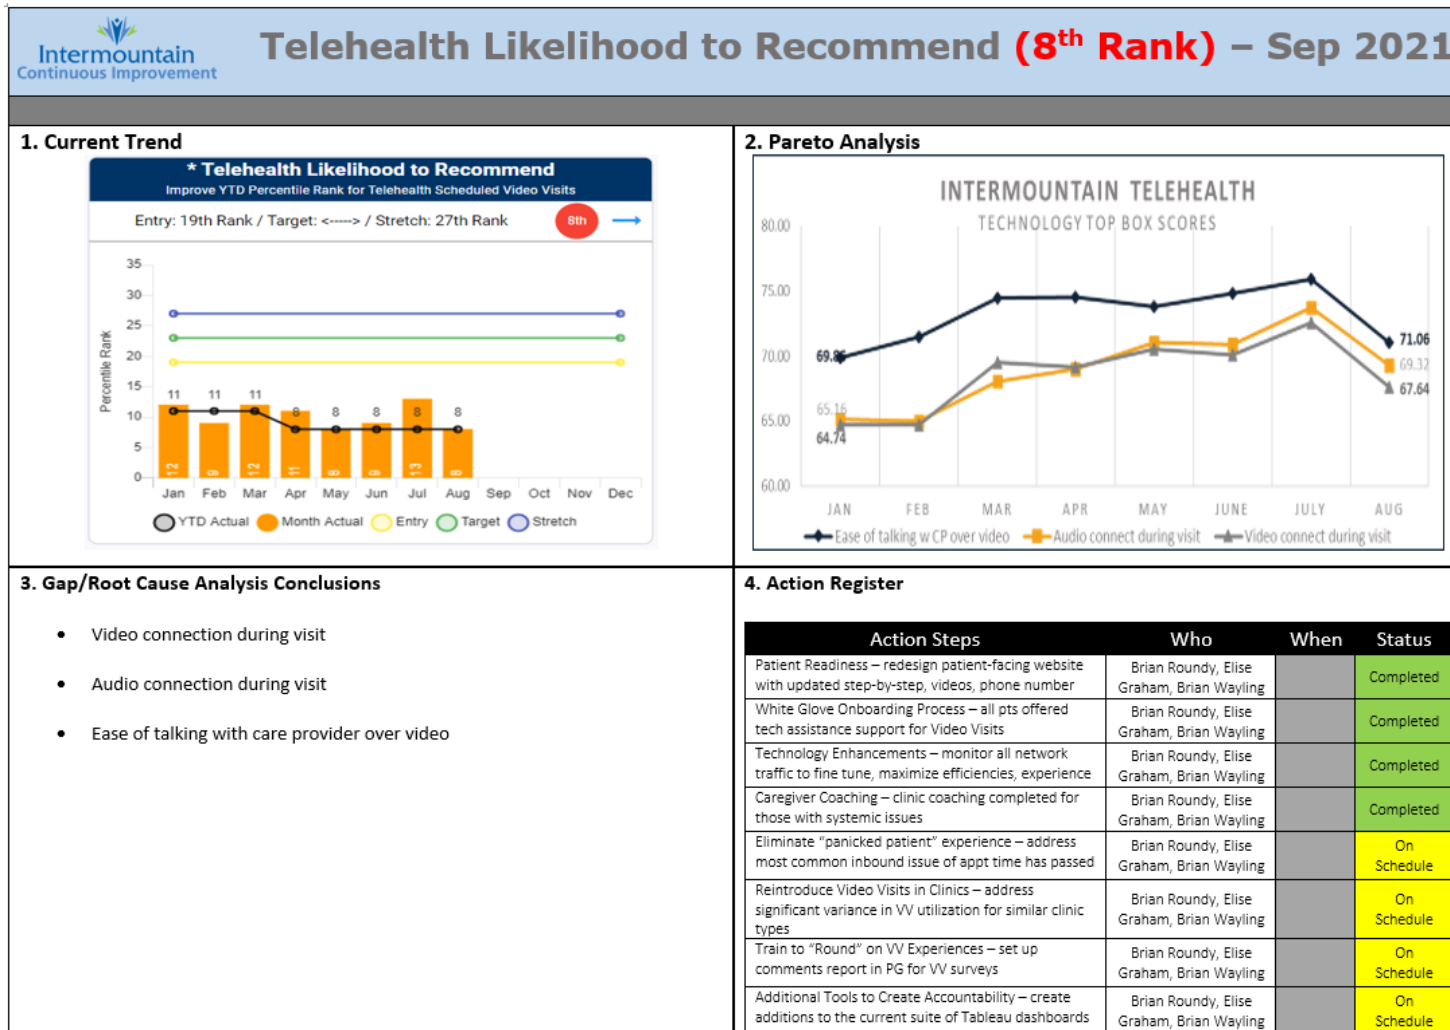 Intermountain
Continuous Improvement
Telehealth Likelihood to Recommend (8th Rank) – Sep 2021
1. Current Trend
* Telehealth Likelihood to Recommend
Improve YTD Percentile Rank for Telehealth Scheduled Video Visits
Entry: 19th Rank / Target: <-----> / Stretch: 27th Rank
8th
Percentile Rank
35
30
25
20
15
10
5
0
11 11 11 8 8 8 8 8
12 9 12 11 8 9 13 8
Jan Feb Mar Apr May Jun Jul Aug Sep Oct Nov Dec
YTD Actual Month Actual Entry Target Stretch
2. Pareto Analysis
INTERMOUNTAIN TELEHEALTH
TECHNOLOGY TOP BOX SCORES
80.00
75.00
70.00
65.00
60.00
65.16
64.74
71.06
69.32
67.64
JAN FEB MAR APR MAY JUNE JULY AUG
Ease of talking w CP over video Audio connect during visit Video connect during visit
3. Gap/Root Cause Analysis Conclusions
• Video connection during visit
• Audio connection during visit
• Ease of talking with care provider over video
4. Action Register
Action Steps Who When Status
Patient Readiness – redesign patient-facing website
with updated step-by-step, videos, phone number
Brian Roundy, Elise
Graham, Brian Wayling
Completed
White Glove Onboarding Process – all pts offered
tech assistance support for Video Visits
Brian Roundy, Elise
Graham, Brian Wayling
Completed
Technology Enhancements – monitor all network
traffic to fine tune, maximize efficiencies, experience
Brian Roundy, Elise
Graham, Brian Wayling
Completed
Caregiver Coaching – clinic coaching completed for
those with systemic issues
Brian Roundy, Elise
Graham, Brian Wayling
Completed
Eliminate “panicked patient” experience – address
most common inbound issue of appt time has passed
Brian Roundy, Elise
Graham, Brian Wayling
On
Schedule
Reintroduce Video Visits in Clinics – address
significant variance in VV utilization for similar clinic
types
Brian Roundy, Elise
Graham, Brian Wayling
On
Schedule
Train to “Round” on VV Experiences – set up
comments report in PG for VV surveys
Brian Roundy, Elise
Graham, Brian Wayling
On
Schedule
Additional Tools to Create Accountability – create
additions to the current suite of Tableau dashboards
Brian Roundy, Elise
Graham, Brian Wayling
On
Schedule